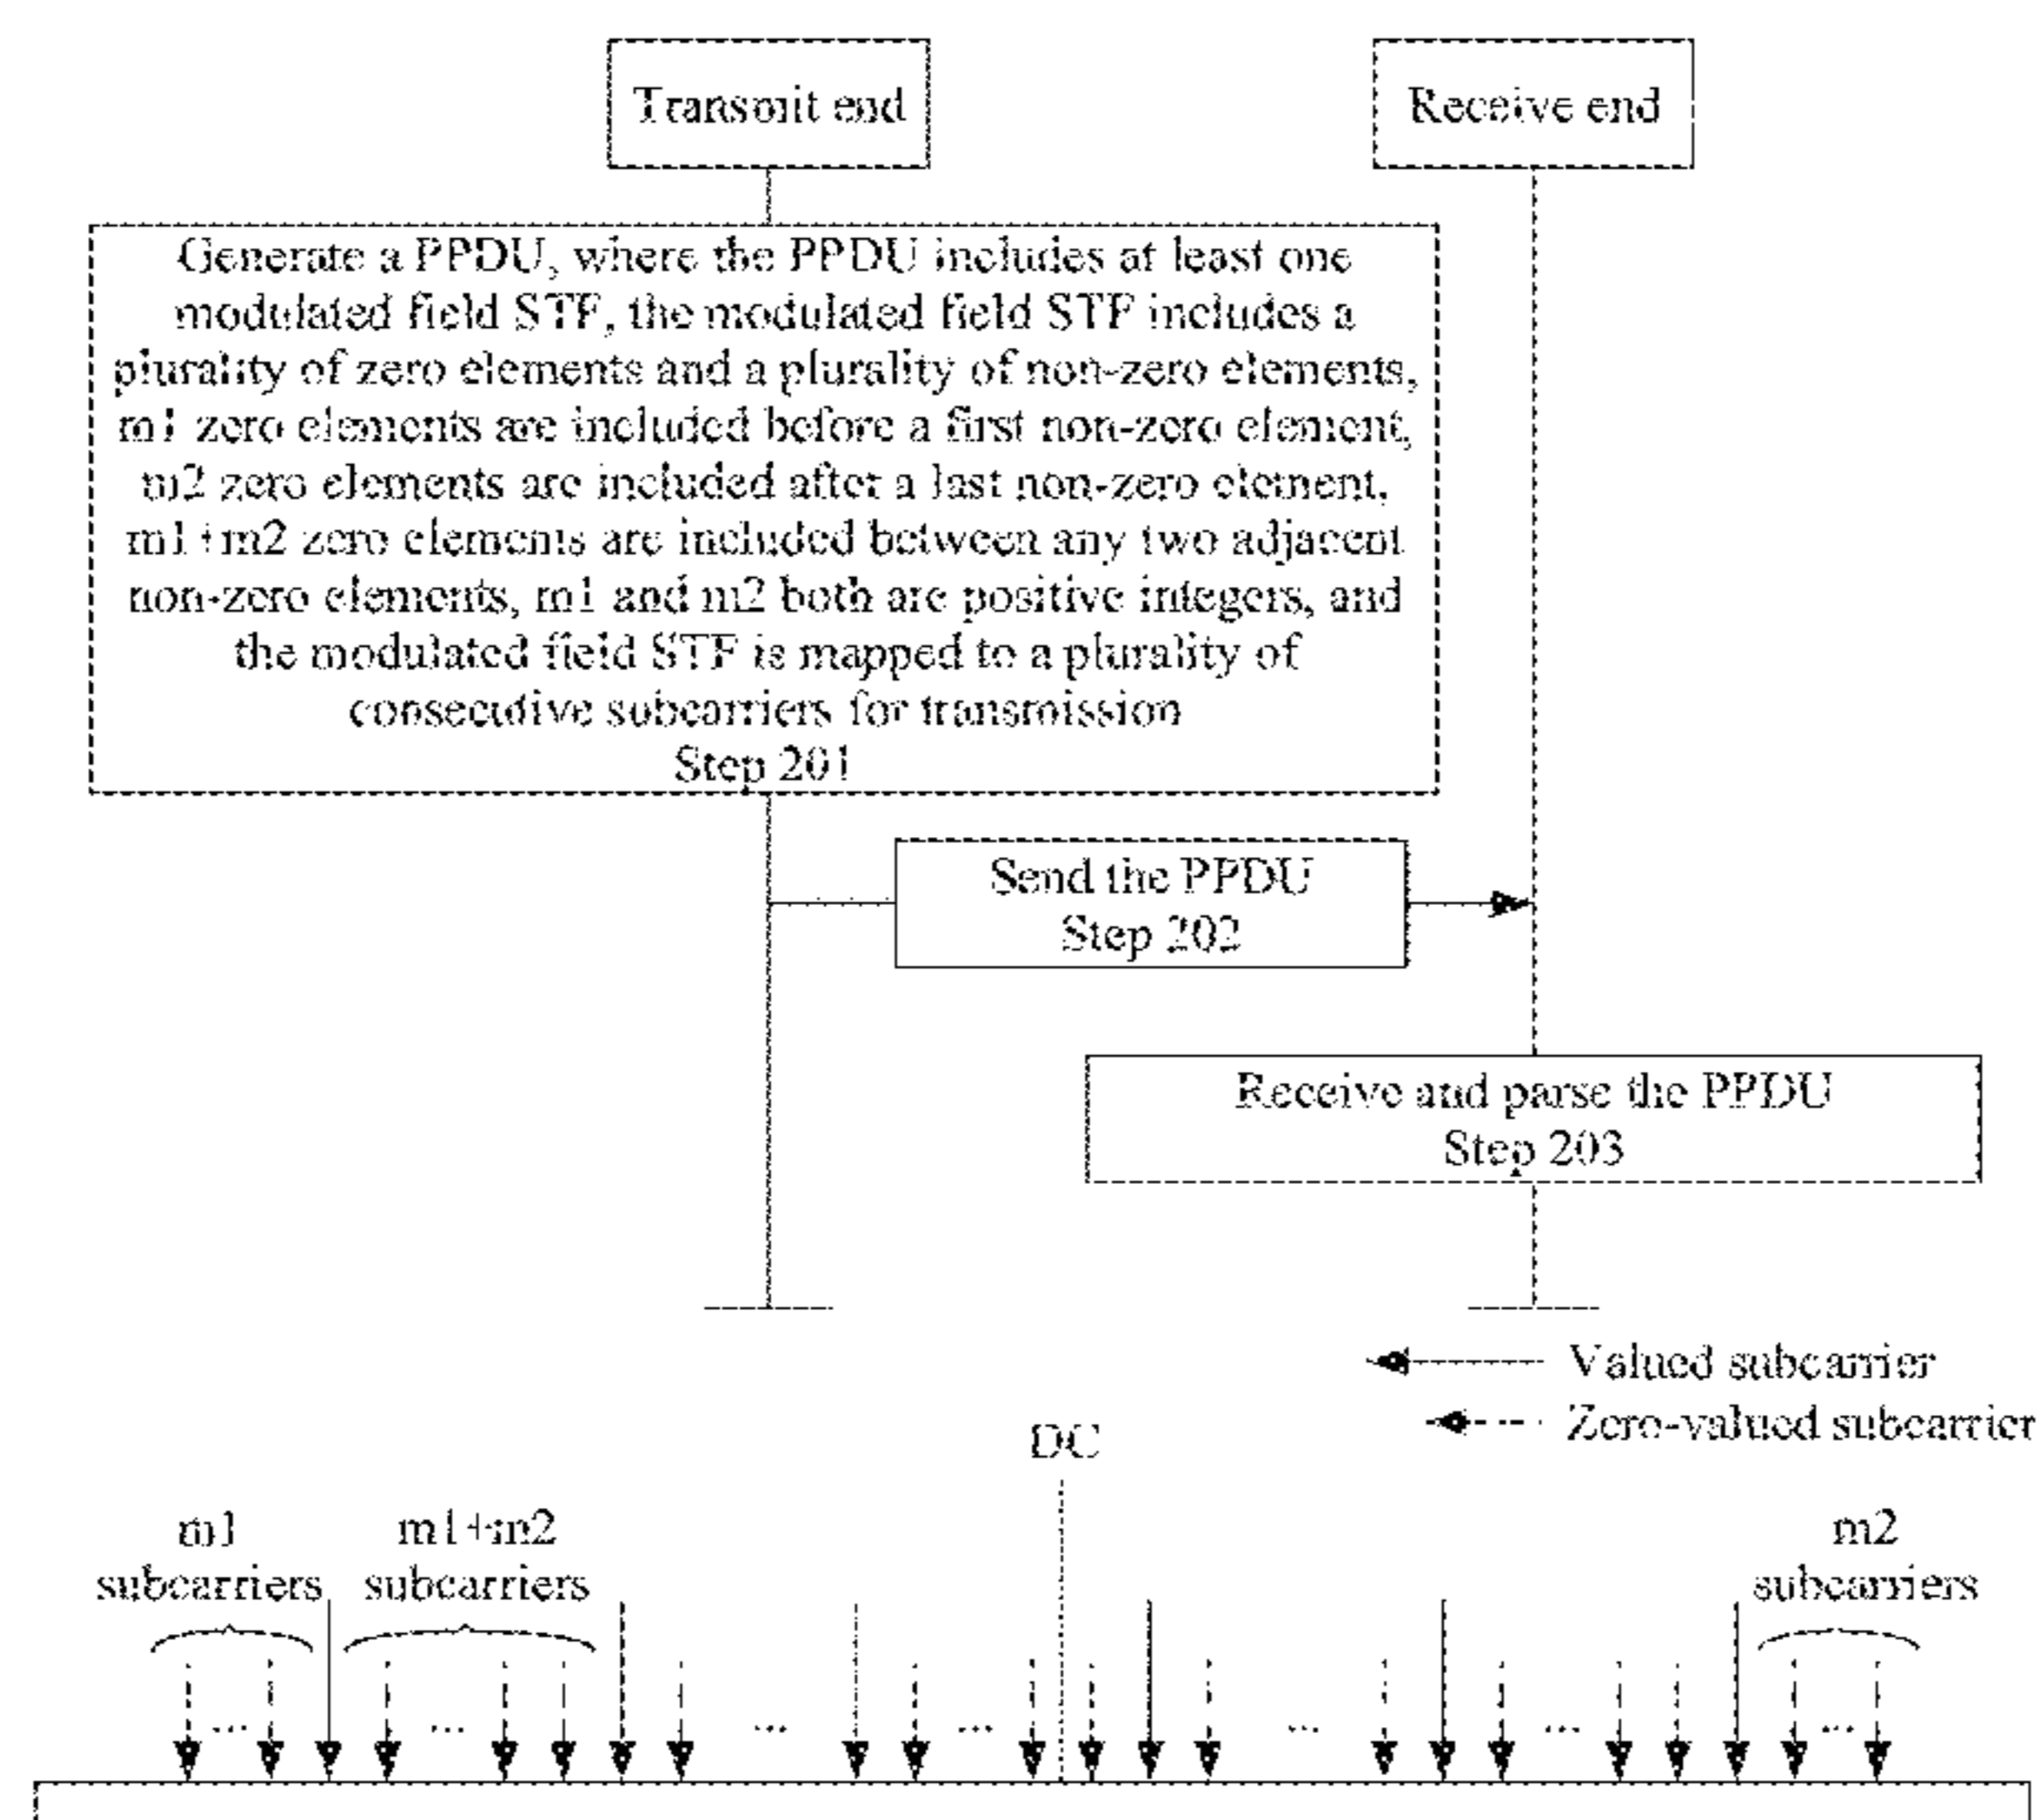 Transmit end
Receive end
Generate a PPDU, where the PPDU includes at least one
modulated field STF, the modulated field STF includes a
plurality of zero elements and a plurality of non-zero elements,
m1 zero elements are included before a first non-zero element,
m2 zero elements are included after a last non-zero element,
m1+m2 zero elements are included between any two adjacent
non-zero elements, m1 and m2 both are positive integers, and
the modulated field STF is mapped to a plurality of
consecutive subcarriers for transmission
Step 201
Send the PPDU
Step 202
Receive and parse the PPDU
Step 203
Valued subcarrier
Zero-valued subcarrier
DC
m1
subcarriers
m1+m2
subcarriers
m2
subcarriers
... ... ... ... ... ... ...